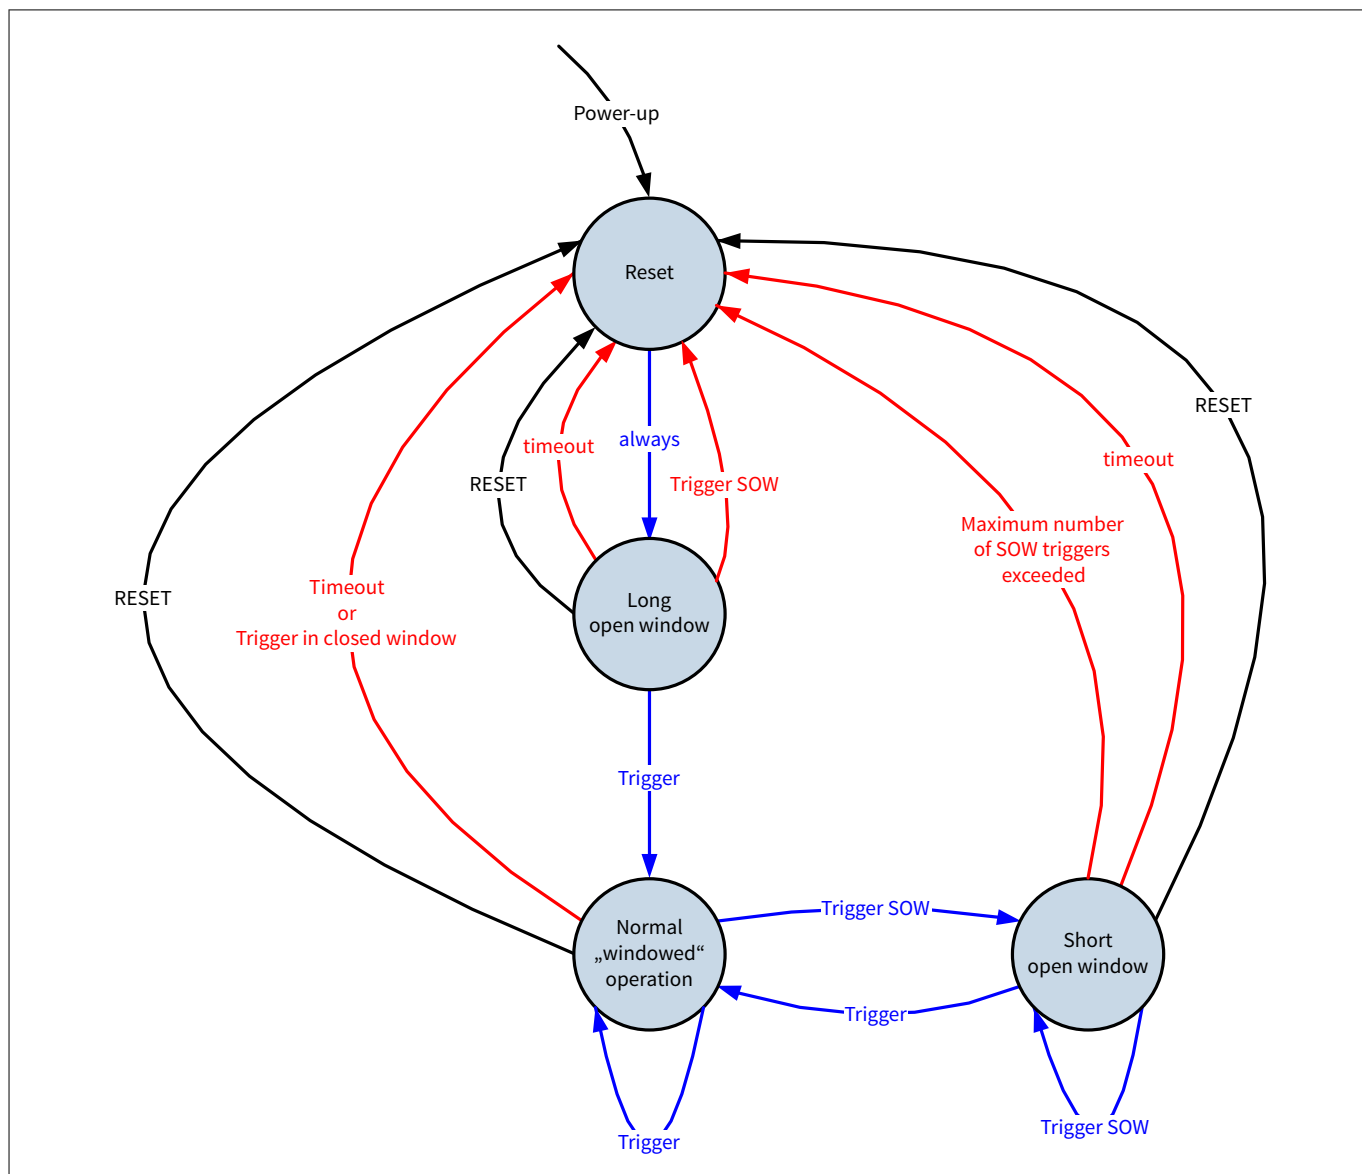 Power-up
Reset
RESET
always
timeout
timeout
RESET
Trigger SOW
Maximum number
of SOW triggers
exceeded
Timeout
or
Trigger in closed window
RESET
Long
open window
Trigger
Normal
„windowed“
operation
Trigger SOW
Short
open window
Trigger
Trigger
Trigger SOW